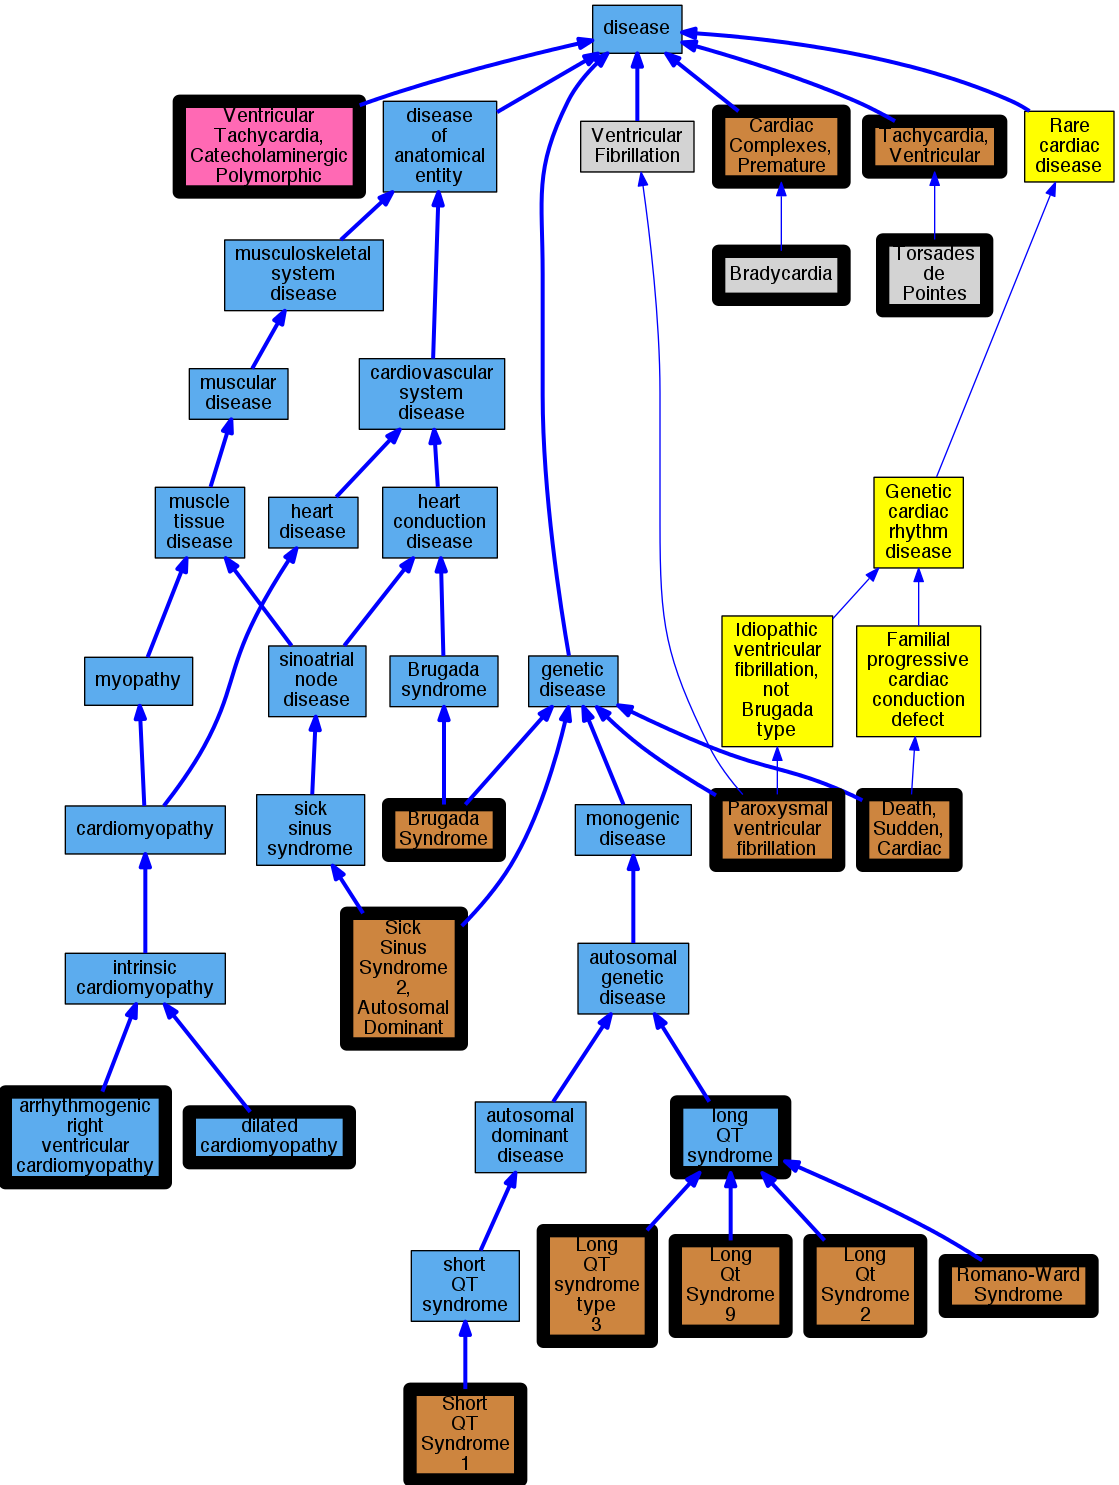 disease
Ventricular
Tachycardia,
Catecholaminergic
Polymorphic
disease
of
anatomical
entity
Ventricular
Fibrillation
Cardiac
Complexes,
Premature
Tachycardia,
Ventricular
Rare
cardiac
disease
musculoskeletal
system
disease
Bradycardia
Torsades
de
Pointes
muscular
disease
cardiovascular
system
disease
muscle
tissue
disease
heart
disease
heart
conduction
disease
Genetic
cardiac
rhythm
disease
myopathy
sinoatrial
node
disease
Brugada
syndrome
genetic
disease
Idiopathic
ventricular
fibrillation,
not
Brugada
type
Familial
progressive
cardiac
conduction
defect
cardiomyopathy
sick
sinus
syndrome
Brugada
Syndrome
monogenic
disease
Paroxysmal
ventricular
fibrillation
Death,
Sudden,
Cardiac
intrinsic
cardiomyopathy
Sick
Sinus
Syndrome
2,
Autosomal
Dominant
autosomal
genetic
disease
arrhythmogenic
right
ventricular
cardiomyopathy
dilated
cardiomyopathy
autosomal
dominant
disease
long
QT
syndrome
short
QT
syndrome
Long
QT
syndrome
type
3
Long
Qt
Syndrome
9
Long
Qt
Syndrome
2
Romano-Ward
Syndrome
Short
QT
Syndrome
1